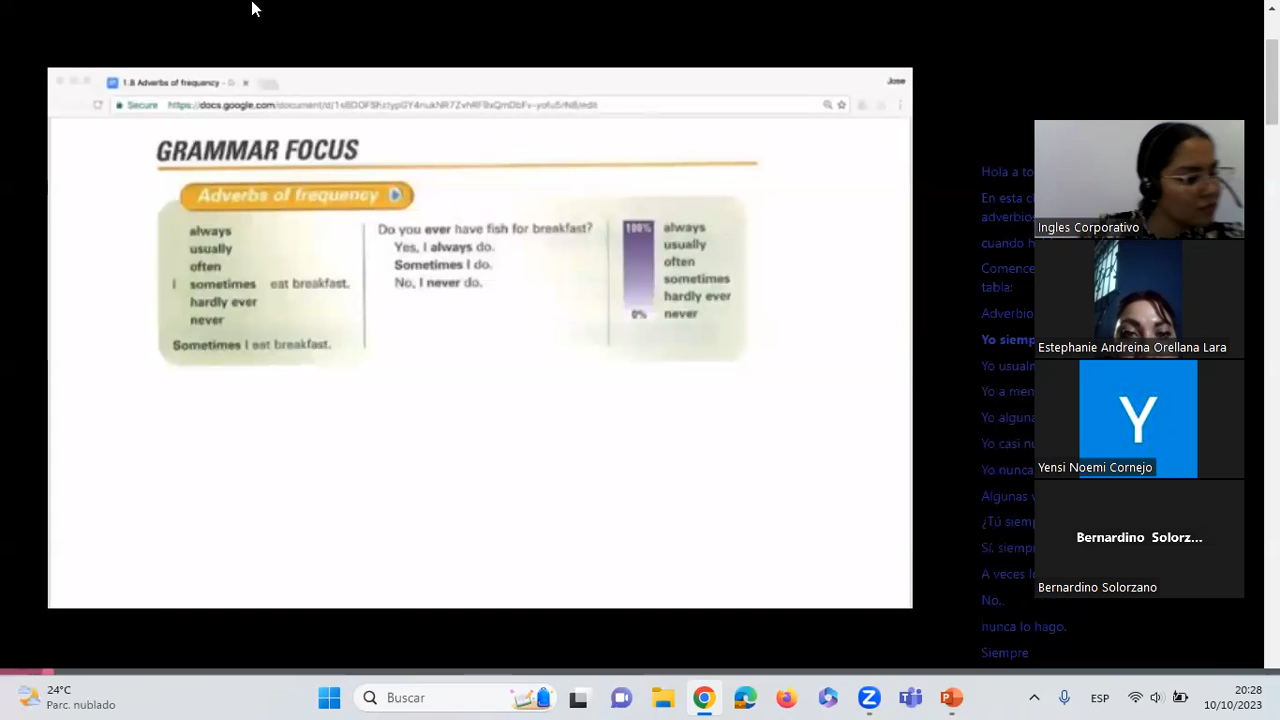 1.8 Adverbs of frequency - D
Jose
Secure
GRAMMAR FOCUS
Adverbs of frequency
always
usually
often
I sometimes eat breakfast.
hardly ever
never
Sometimes I eat breakfast.
Do you ever have fish for breakfast?
Yes, I always do.
Sometimes I do.
No, I never do.
100% always
usually
often
sometimes
hardly ever
0% never
Hola a to
En esta c
adverbios
cuando h
Comence
tabla:
Adverbio
Yo siemp
Yo usualr
Yo a men
Yo alguna
Yo casi nu
Yo nunca
Algunas v
¿Tú siemp
Sí, siemp
A veces l
No..
nunca lo hago.
Siempre
Ingles Corporativo
Estephanie Andreina Orellana Lara
Y
Yensi Noemi Cornejo
Bernardino Solorz...
Bernardino Solorzano
24°C
Parc. nublado
Buscar
ESP
20:28
10/10/2023